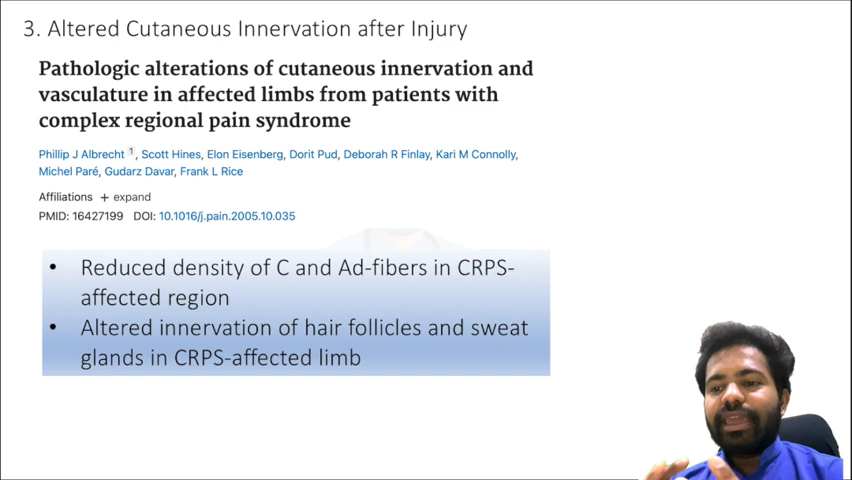 3. Altered Cutaneous Innervation after Injury
Pathologic alterations of cutaneous innervation and
vasculature in affected limbs from patients with
complex regional pain syndrome
Phillip J Albrecht 1, Scott Hines, Elon Eisenberg, Dorit Pud, Deborah R Finlay, Kari M Connolly,
Michel Paré, Gudarz Davar, Frank L Rice
Affiliations + expand
PMID: 16427199 DOI: 10.1016/j.pain.2005.10.035
• Reduced density of C and Ad-fibers in CRPS-
affected region
• Altered innervation of hair follicles and sweat
glands in CRPS-affected limb